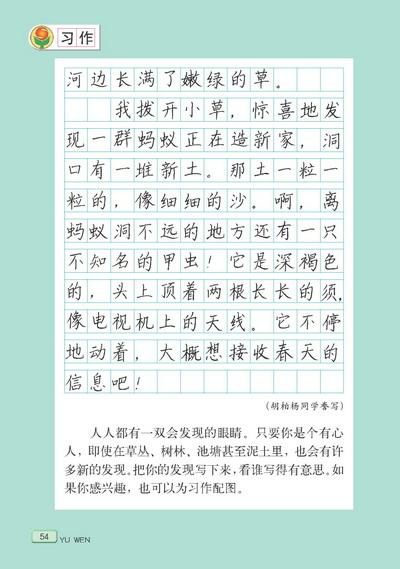 习作
河边长满了嫩绿的草。
我拨开小草，惊喜地发
现一群蚂蚁正在造新家，洞
口有一堆新土。那土一粒一
粒的，像细细的沙。啊，离
蚂蚁洞不远的地方还有一只
不知名的甲虫！它是深褐色
的，头上顶着两根长长的须，
像电视机上的天线。它不停
地动着，大概想接收春天的
信息吧！
（胡柏杨同学誊写）
人人都有一双会发现的眼睛。只要你是个有心
人，即使在草丛、树林、池塘甚至泥土里，也会有许
多新的发现。把你的发现写下来，看谁写得有意思。如
果你感兴趣，也可以为习作配图。
54
YU WEN